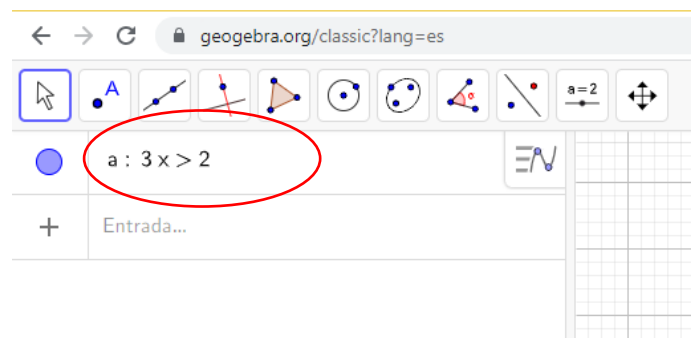 geogebra.org/classic?lang=es
A
a=2
a : 3 x > 2
Entrada...